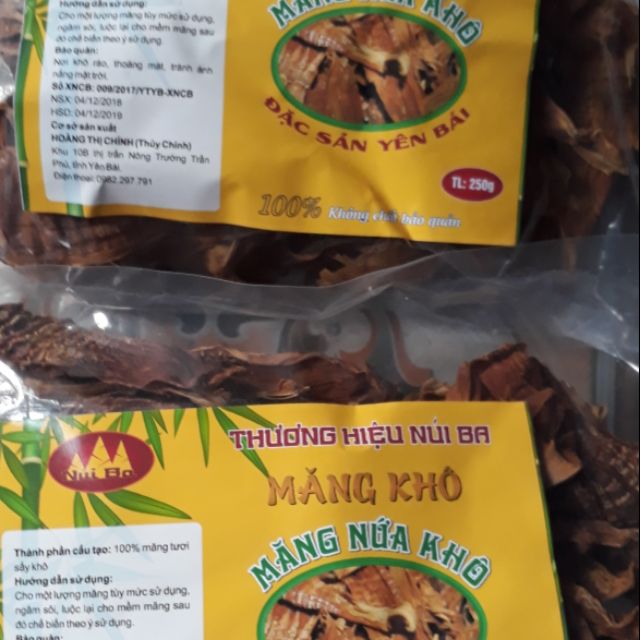 Hướng dẫn sử dụng:
Cho một lượng măng tùy mức sử dụng,
ngâm sôi, luộc lại cho mềm măng sau
đó chế biến theo ý sử dụng.
Bảo quản:
Nơi khô ráo, thoáng mát, tránh ánh
nắng mặt trời.
Số XNCB: 009/2017/YTYB-XNCB
NSX: 04/12/2018
HSD: 04/12/2019
Cơ sở sản xuất
HOÀNG THỊ CHÍNH (Thủy Chinh)
Khu 10B thị trấn Nông Trường Trần
Phú, tỉnh Yên Bái.
Điện thoại: 0982.297.791
MĂNG NỨA KHÔ
ĐẶC SẢN YÊN BÁI
TL: 250g
100% Không chất bảo quản
Núi Ba
THƯƠNG HIỆU NÚI BA
MĂNG KHÔ
MĂNG NỨA KHÔ
Thành phần cấu tạo: 100% măng tươi
sấy khô
Hướng dẫn sử dụng:
Cho một lượng măng tùy mức sử dụng,
ngâm sôi, luộc lại cho mềm măng sau
đó chế biến theo ý sử dụng.
Bảo quản: